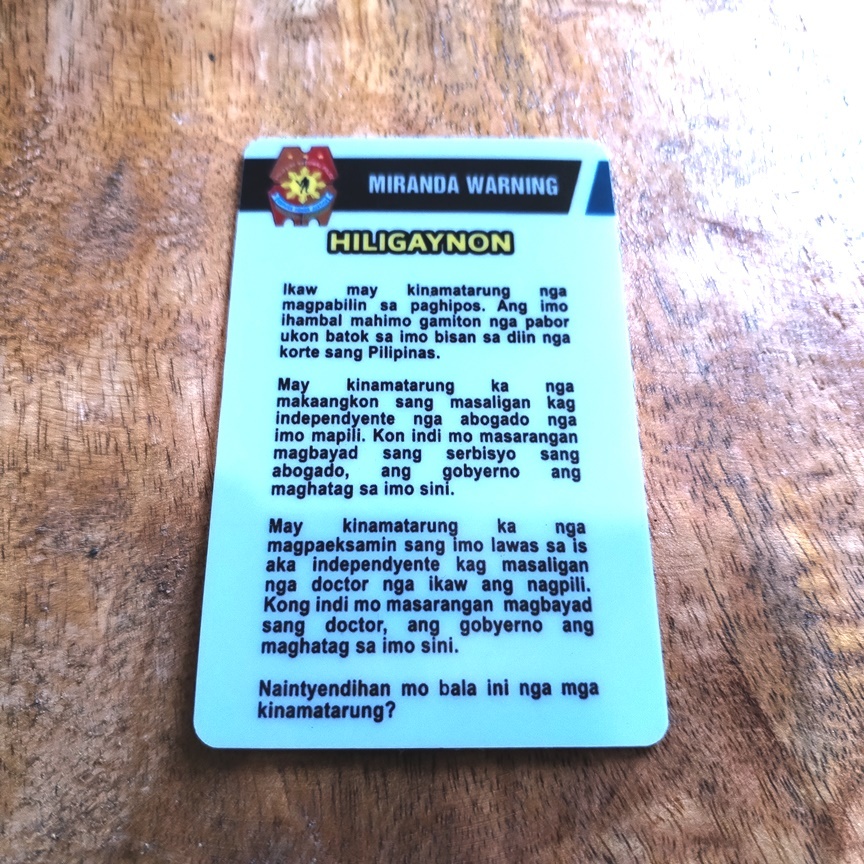 MIRANDA WARNING
HILIGAYNON
Ikaw may kinamatarung nga
magpabilin sa paghipos. Ang imo
ihambal mahimo gamiton nga pabor
ukon batok sa imo bisan sa diin nga
korte sang Pilipinas.
May kinamatarung ka nga
makaangkon sang masaligan kag
independyente nga abogado nga
imo mapili. Kon indi mo masarangan
magbayad sang serbisyo sang
abogado, ang gobyerno ang
maghatag sa imo sini.
May kinamatarung ka nga
magpaeksamin sang imo lawas sa is
aka independyente kag masaligan
nga doctor nga ikaw ang nagpili.
Kong indi mo masarangan magbayad
sang doctor, ang gobyerno ang
maghatag sa imo sini.
Naintyendihan mo bala ini nga mga
kinamatarung?